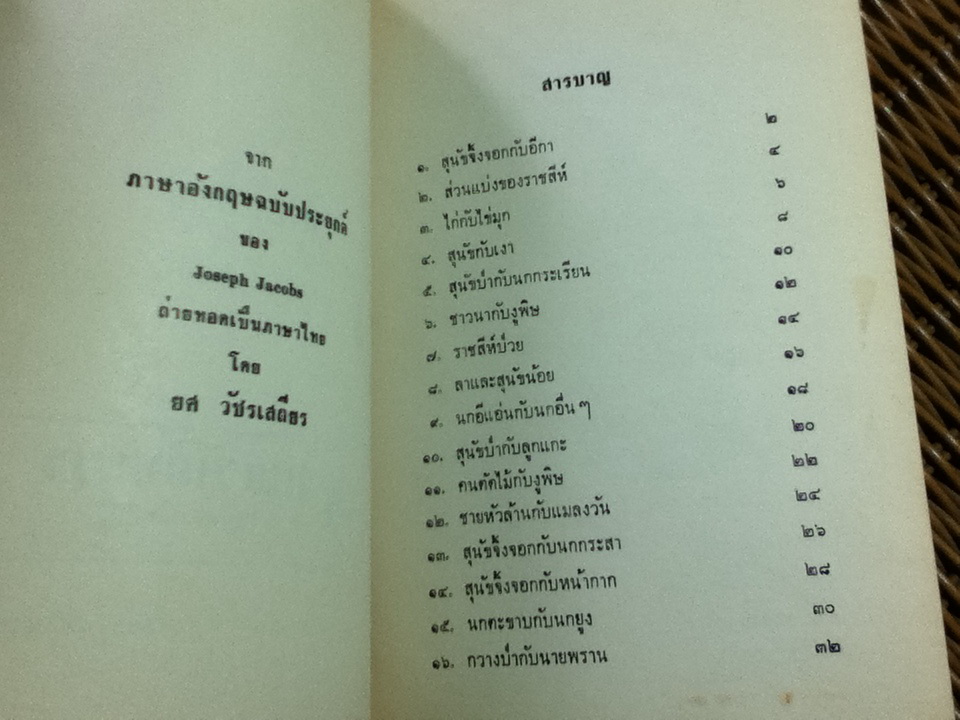 จาก
ภาษาอังกฤษฉบับประยุกต์
ของ
Joseph Jacobs
ถ่ายทอดเป็นภาษาไทย
โดย
ยศ วัชรเสถียร
สารบาญ
๑. สุนัขจิ้งจอกกับอีกา ๒
๒. ส่วนแบ่งของราชสีห์ ๔
๓. ไก่กับไข่มุก ๖
๔. สุนัขกับเงา ๘
๕. สุนัขป่ากับนกกระเรียน ๑๐
๖. ชาวนากับงูพิษ ๑๒
๗. ราชสีห์ป่วย ๑๔
๘. ลาและสุนัขน้อย ๑๖
๙. นกอีแอ่นกับนกอื่น ๆ ๑๘
๑๐. สุนัขป่ากับลูกแกะ ๒๐
๑๑. คนตัดไม้กับงูพิษ ๒๒
๑๒. ชายหัวล้านกับแมลงวัน ๒๔
๑๓. สุนัขจิ้งจอกกับนกกระสา ๒๖
๑๔. สุนัขจิ้งจอกกับหน้ากาก ๒๘
๑๕. นกตะขาบกับนกยูง ๓๐
๑๖. กวางป่ากับนายพราน ๓๒